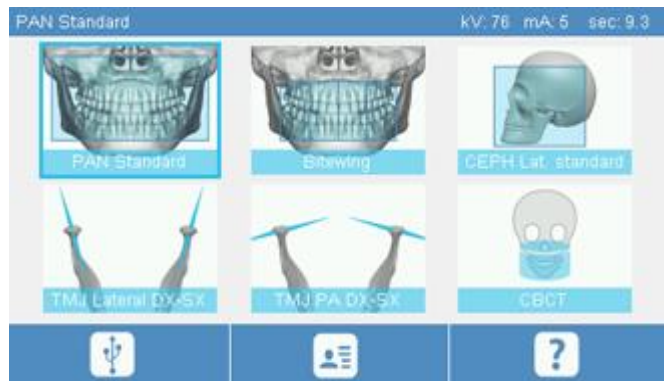 PAN Standard kV: 76 mA: 5 sec: 9.3
PAN Standard
Bitewing
CEPH Lat. standard
TMJ Lateral DX-SX
TMJ PA DX-SX
CBCT
?